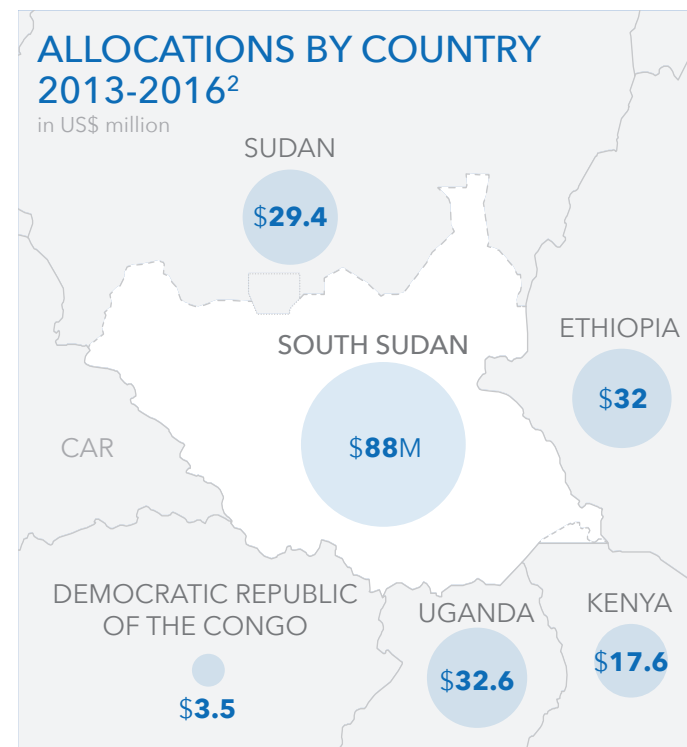 ALLOCATIONS BY COUNTRY
2013-2016²
in US$ million
SUDAN
$29.4
ETHIOPIA
$32
SOUTH SUDAN
$88M
CAR
DEMOCRATIC REPUBLIC
OF THE CONGO
$3.5
UGANDA
$32.6
KENYA
$17.6